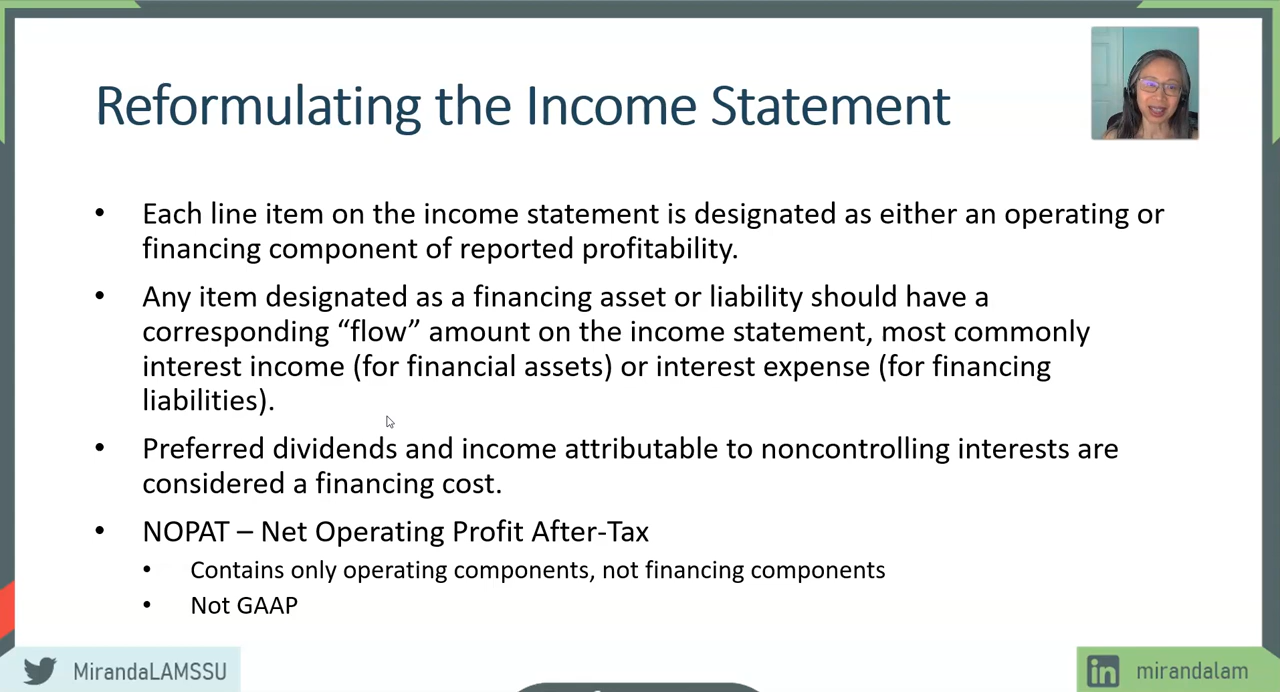 Reformulating the Income Statement
• Each line item on the income statement is designated as either an operating or
financing component of reported profitability.
• Any item designated as a financing asset or liability should have a
corresponding “flow” amount on the income statement, most commonly
interest income (for financial assets) or interest expense (for financing
liabilities).
• Preferred dividends and income attributable to noncontrolling interests are
considered a financing cost.
• NOPAT – Net Operating Profit After-Tax
• Contains only operating components, not financing components
• Not GAAP
MirandaLAMSSU
in mirandalam